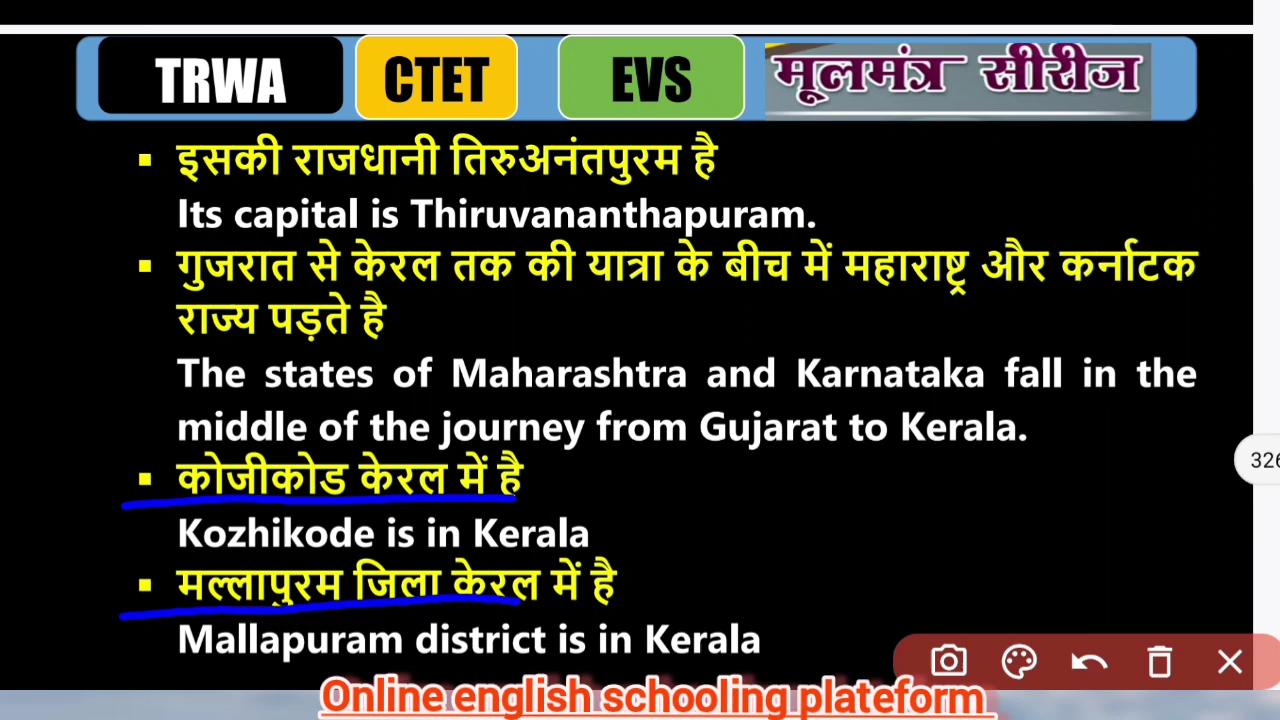 TRWA CTET EVS मूलमंत्र सीरीज
▪ इसकी राजधानी तिरुअनंतपुरम है
Its capital is Thiruvananthapuram.
▪ गुजरात से केरल तक की यात्रा के बीच में महाराष्ट्र और कर्नाटक
राज्य पड़ते है
The states of Maharashtra and Karnataka fall in the
middle of the journey from Gujarat to Kerala.
▪ कोजीकोड केरल में है
Kozhikode is in Kerala
▪ मल्लापुरम जिला केरल में है
Mallapuram district is in Kerala
326
Online english schooling plateform